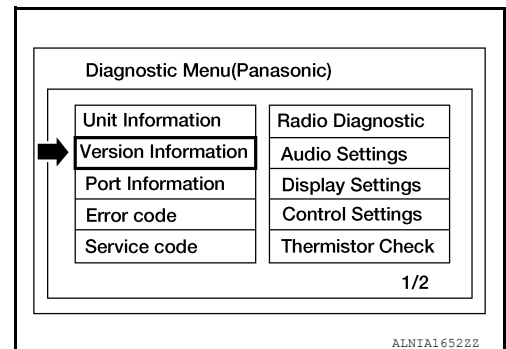 Diagnostic Menu(Panasonic)
Unit Information
Version Information
Port Information
Error code
Service code
Radio Diagnostic
Audio Settings
Display Settings
Control Settings
Thermistor Check
1/2
ALNIA1652ZZ